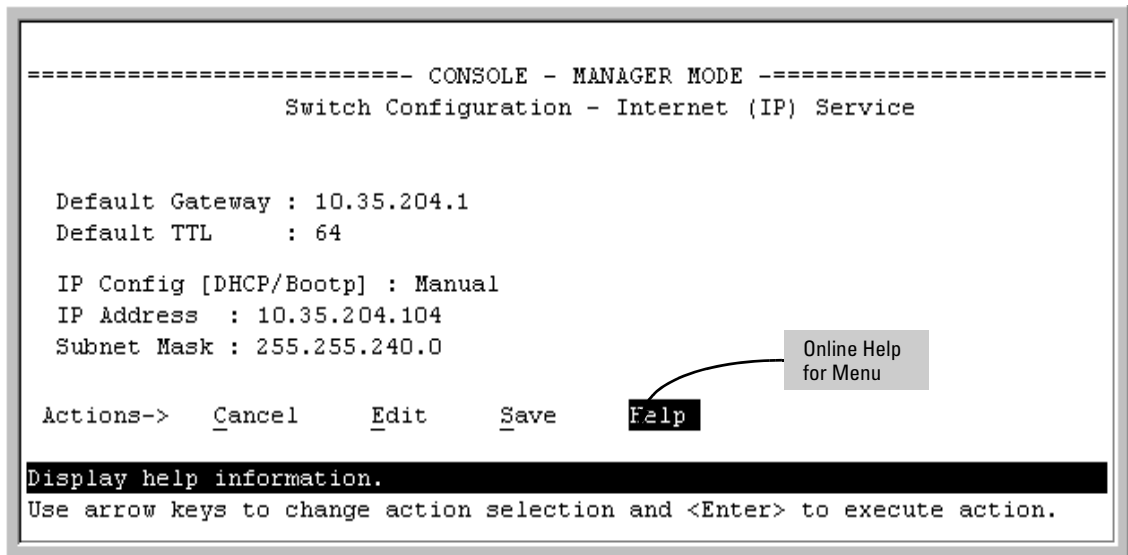 ===========================- CONSOLE - MANAGER MODE -========================
Switch Configuration - Internet (IP) Service
Default Gateway : 10.35.204.1
Default TTL     : 64
IP Config [DHCP/Bootp] : Manual
IP Address  : 10.35.204.104
Subnet Mask : 255.255.240.0
Online Help
for Menu
Actions->   Cancel     Edit     Save     Help
Display help information.
Use arrow keys to change action selection and <Enter> to execute action.